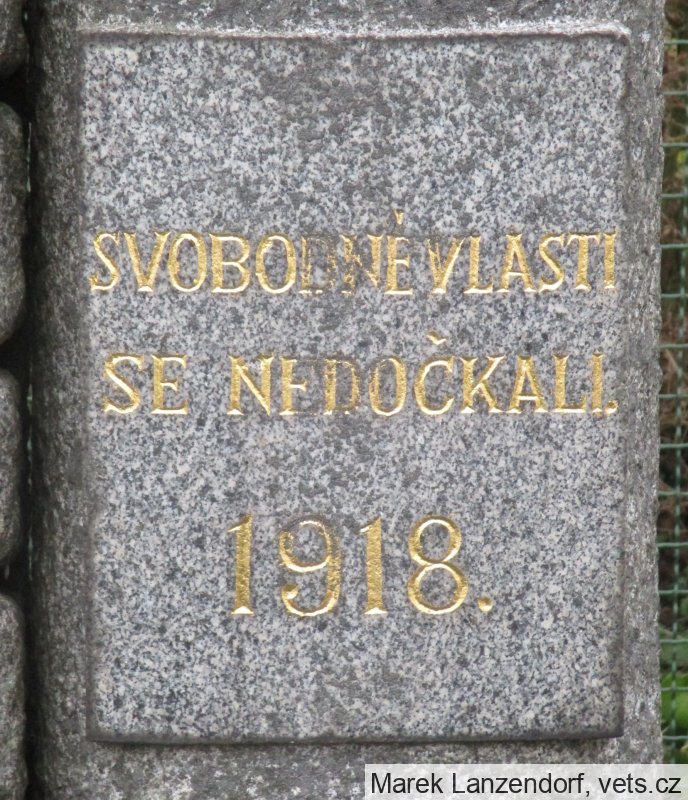 SVOBODNÉ VLASTI
SE NEDOČKALI.
1918.
Marek Lanzendorf, vets.cz